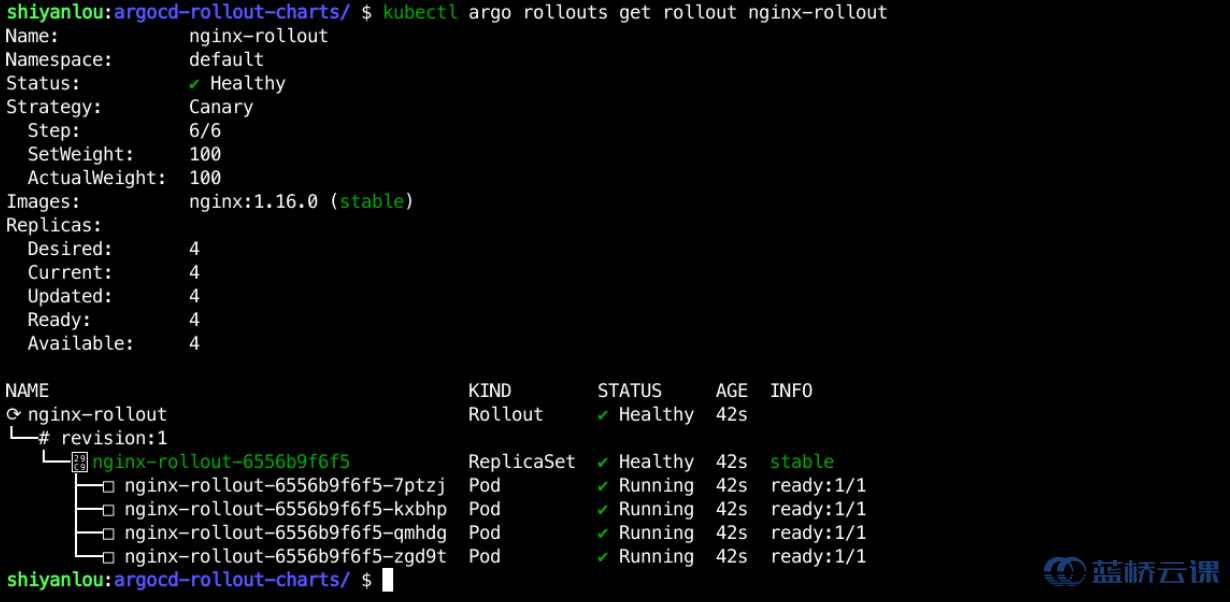 shiyanlou:argocd-rollout-charts/ $ kubectl argo rollouts get rollout nginx-rollout
Name:            nginx-rollout
Namespace:       default
Status:          ✔ Healthy
Strategy:        Canary
  Step:          6/6
  SetWeight:     100
  ActualWeight:  100
Images:          nginx:1.16.0 (stable)
Replicas:
  Desired:       4
  Current:       4
  Updated:       4
  Ready:         4
  Available:     4
NAME                                       KIND        STATUS     AGE  INFO
⟳ nginx-rollout                            Rollout     ✔ Healthy  42s
└──# revision:1
   └──⧉ nginx-rollout-6556b9f6f5           ReplicaSet  ✔ Healthy  42s  stable
      ├──□ nginx-rollout-6556b9f6f5-7ptzj  Pod         ✔ Running  42s  ready:1/1
      ├──□ nginx-rollout-6556b9f6f5-kxbhp  Pod         ✔ Running  42s  ready:1/1
      ├──□ nginx-rollout-6556b9f6f5-qmhdg  Pod         ✔ Running  42s  ready:1/1
      └──□ nginx-rollout-6556b9f6f5-zgd9t  Pod         ✔ Running  42s  ready:1/1
shiyanlou:argocd-rollout-charts/ $
蓝桥云课